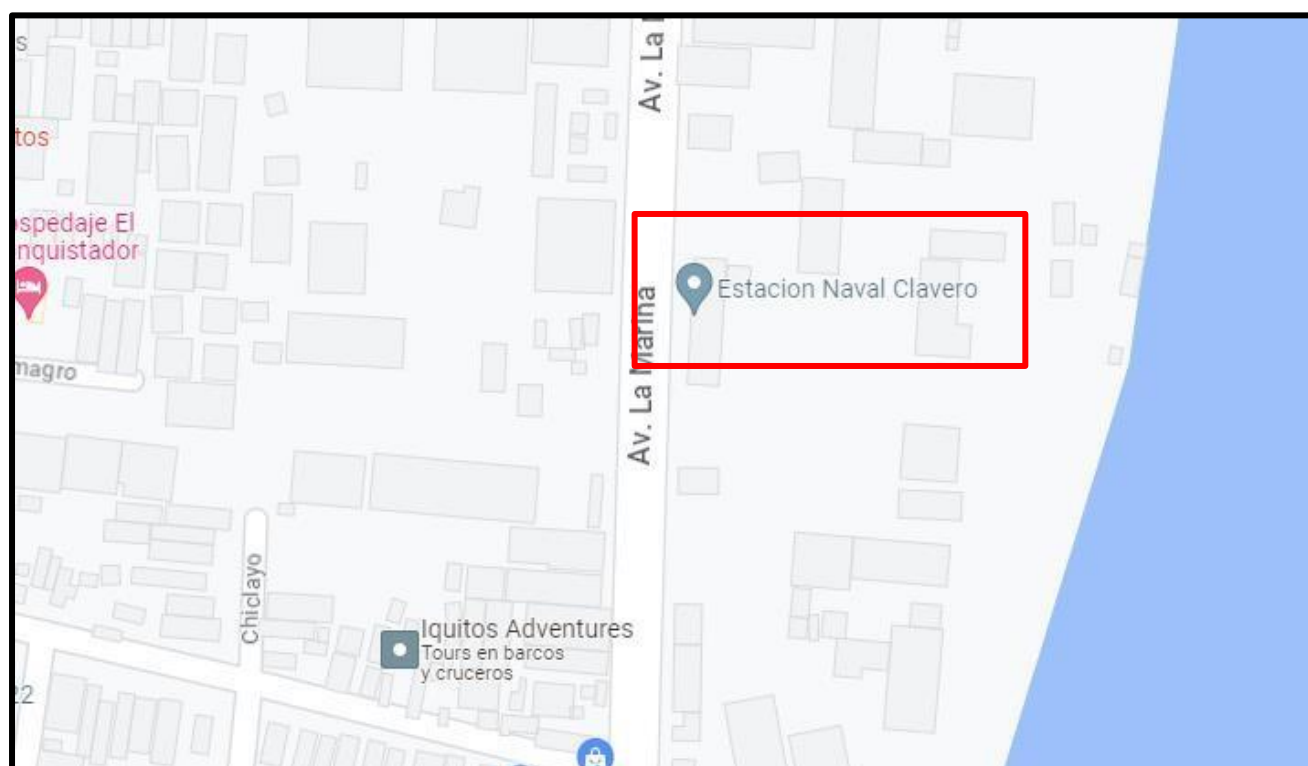 s
Av. La
tos
ospedaje El
nquistador
Estacion Naval Clavero
Av. La Marina
magro
Chiclayo
Iquitos Adventures
Tours en barcos
y cruceros
22